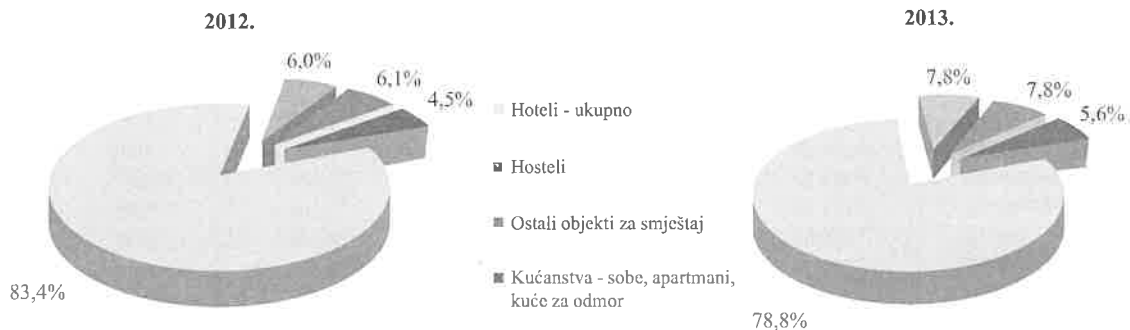 2012.
6,0%
6,1%
4,5%
83,4%
Hoteli - ukupno
Hosteli
Ostali objekti za smještaj
Kućanstva - sobe, apartmani,
kuće za odmor
2013.
7,8%
7,8%
5,6%
78,8%